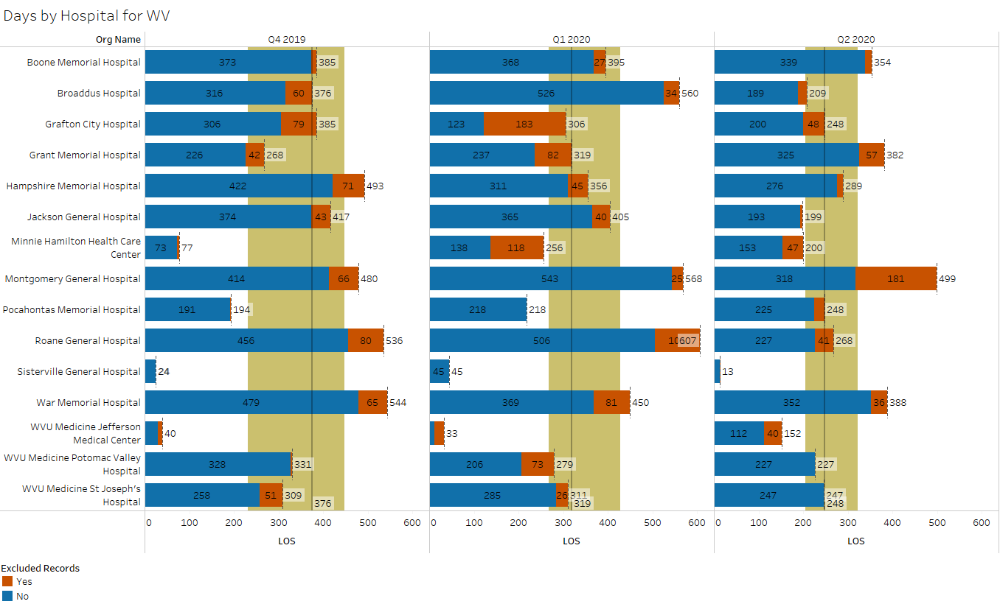 Days by Hospital for WV
Org Name Q4 2019 Q1 2020 Q2 2020
Boone Memorial Hospital 373 385 368 27 395 339 354
Broaddus Hospital 316 60 376 526 34 560 189 209
Grafton City Hospital 306 79 385 123 183 306 200 48 248
Grant Memorial Hospital 226 42 268 237 82 319 325 57 382
Hampshire Memorial Hospital 422 71 493 311 45 356 276 289
Jackson General Hospital 374 43 417 365 40 405 193 199
Minnie Hamilton Health Care
Center 73 77 138 118 256 153 47 200
Montgomery General Hospital 414 66 480 543 25 568 318 181 499
Pocahontas Memorial Hospital 191 194 218 218 225 248
Roane General Hospital 456 80 536 506 607 227 41 268
Sisterville General Hospital 24 45 45 13
War Memorial Hospital 479 65 544 369 81 450 352 36 388
WVU Medicine Jefferson
Medical Center 40 33 112 40 152
WVU Medicine Potomac Valley
Hospital 328 331 206 73 279 227 227
WVU Medicine St Joseph's
Hospital 258 51 309 285 26 311 247 247
376 319 248
0 100 200 300 400 500 600 0 100 200 300 400 500 600 0 100 200 300 400 500 600
LOS LOS LOS
Excluded Records
Yes
No